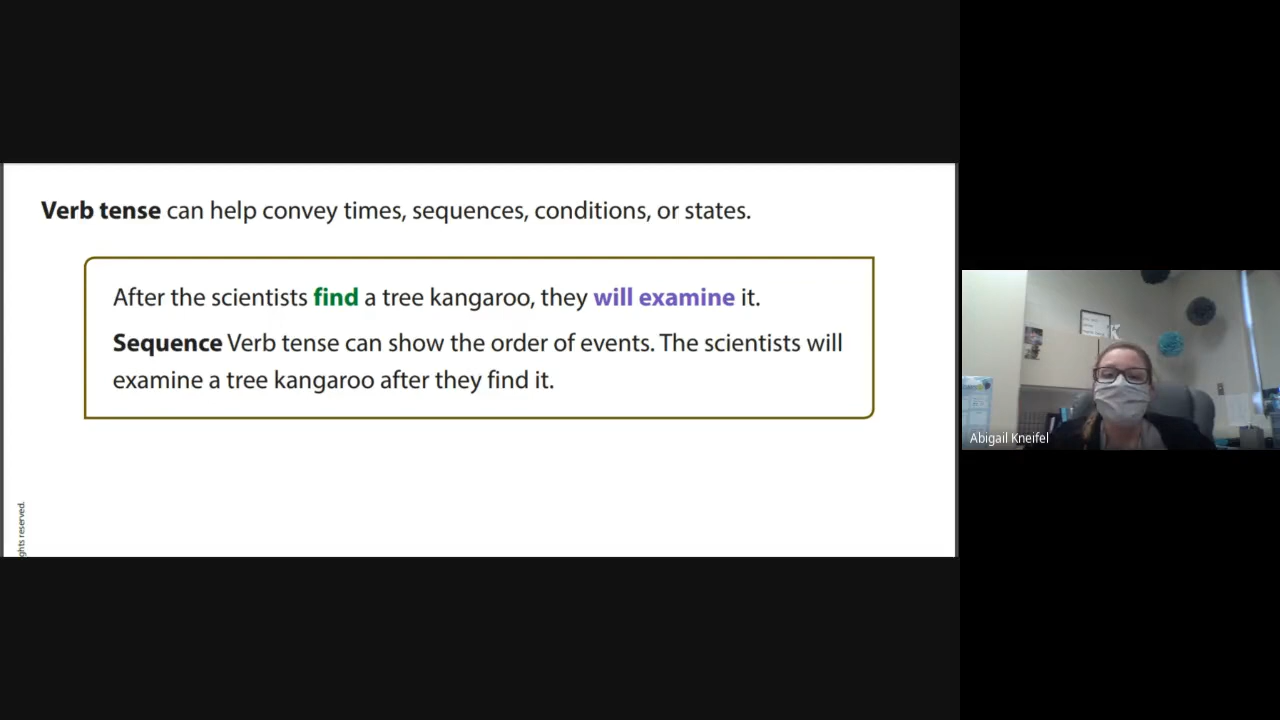 Verb tense can help convey times, sequences, conditions, or states.
After the scientists find a tree kangaroo, they will examine it.
Sequence Verb tense can show the order of events. The scientists will
examine a tree kangaroo after they find it.
reserved.
Abigail Kneifel